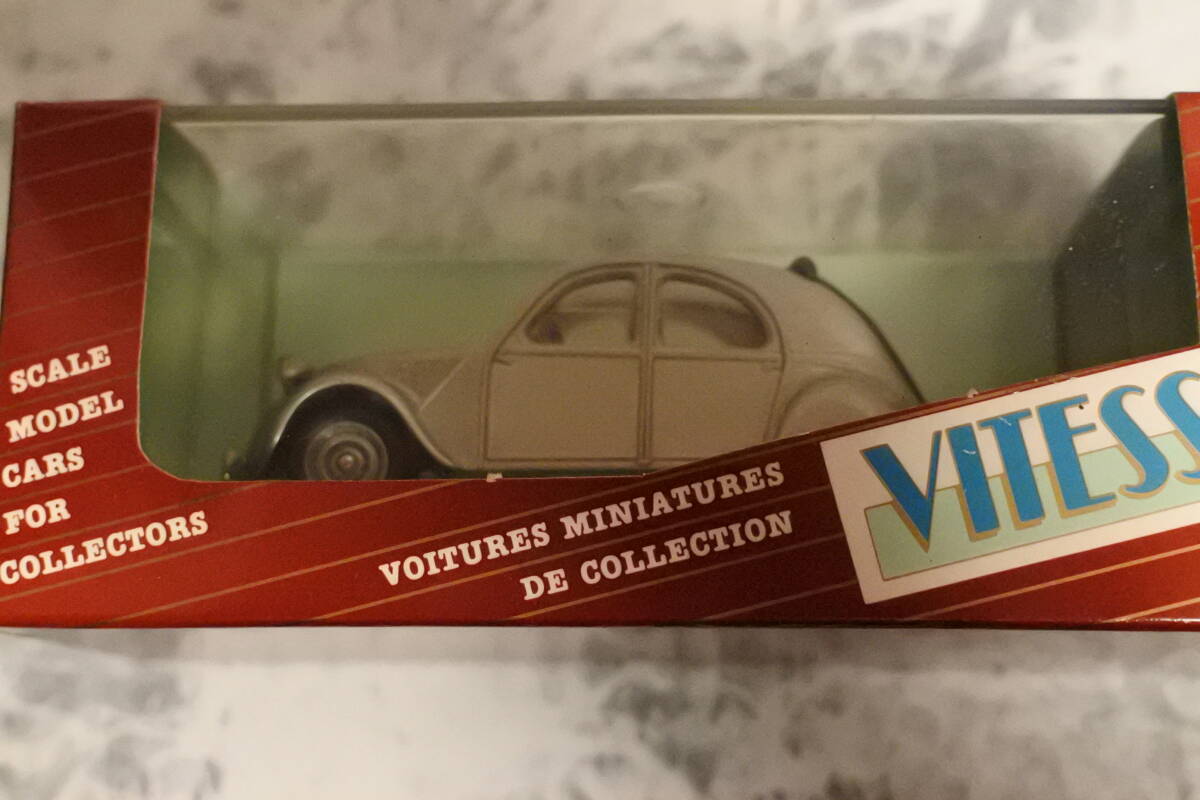 SCALE
MODEL
CARS
FOR
COLLECTORS
VOITURES MINIATURES
DE COLLECTION
VITESS